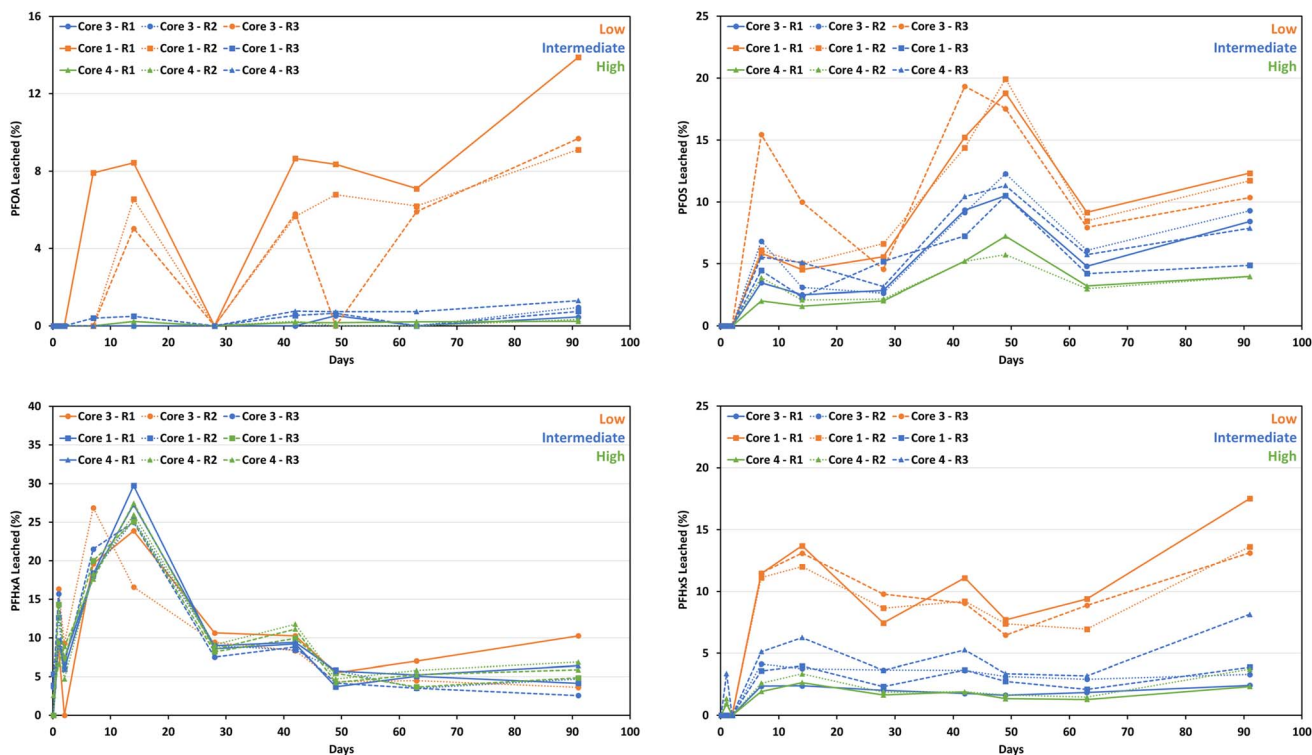 16
12
8
4
0
PFOA Leached (%)
Core 3 - R1 Core 3 - R2 Core 3 - R3
Core 1 - R1 Core 1 - R2 Core 1 - R3
Core 4 - R1 Core 4 - R2 Core 4 - R3
Low
Intermediate
High
0 10 20 30 40 50 60 70 80 90 100
Days
25
20
15
10
5
0
PFOS Leached (%)
Core 3 - R1 Core 3 - R2 Core 3 - R3
Core 1 - R1 Core 1 - R2 Core 1 - R3
Core 4 - R1 Core 4 - R2 Core 4 - R3
Low
Intermediate
High
0 10 20 30 40 50 60 70 80 90 100
Days
40
35
30
25
20
15
10
5
0
PFHxA Leached (%)
Core 3 - R1 Core 3 - R2 Core 3 - R3
Core 1 - R1 Core 1 - R2 Core 1 - R3
Core 4 - R1 Core 4 - R2 Core 4 - R3
Low
Intermediate
High
0 10 20 30 40 50 60 70 80 90 100
Days
25
20
15
10
5
0
PFHxS Leached (%)
Core 3 - R1 Core 3 - R2 Core 3 - R3
Core 1 - R1 Core 1 - R2 Core 1 - R3
Core 4 - R1 Core 4 - R2 Core 4 - R3
Low
Intermediate
High
0 10 20 30 40 50 60 70 80 90 100
Days